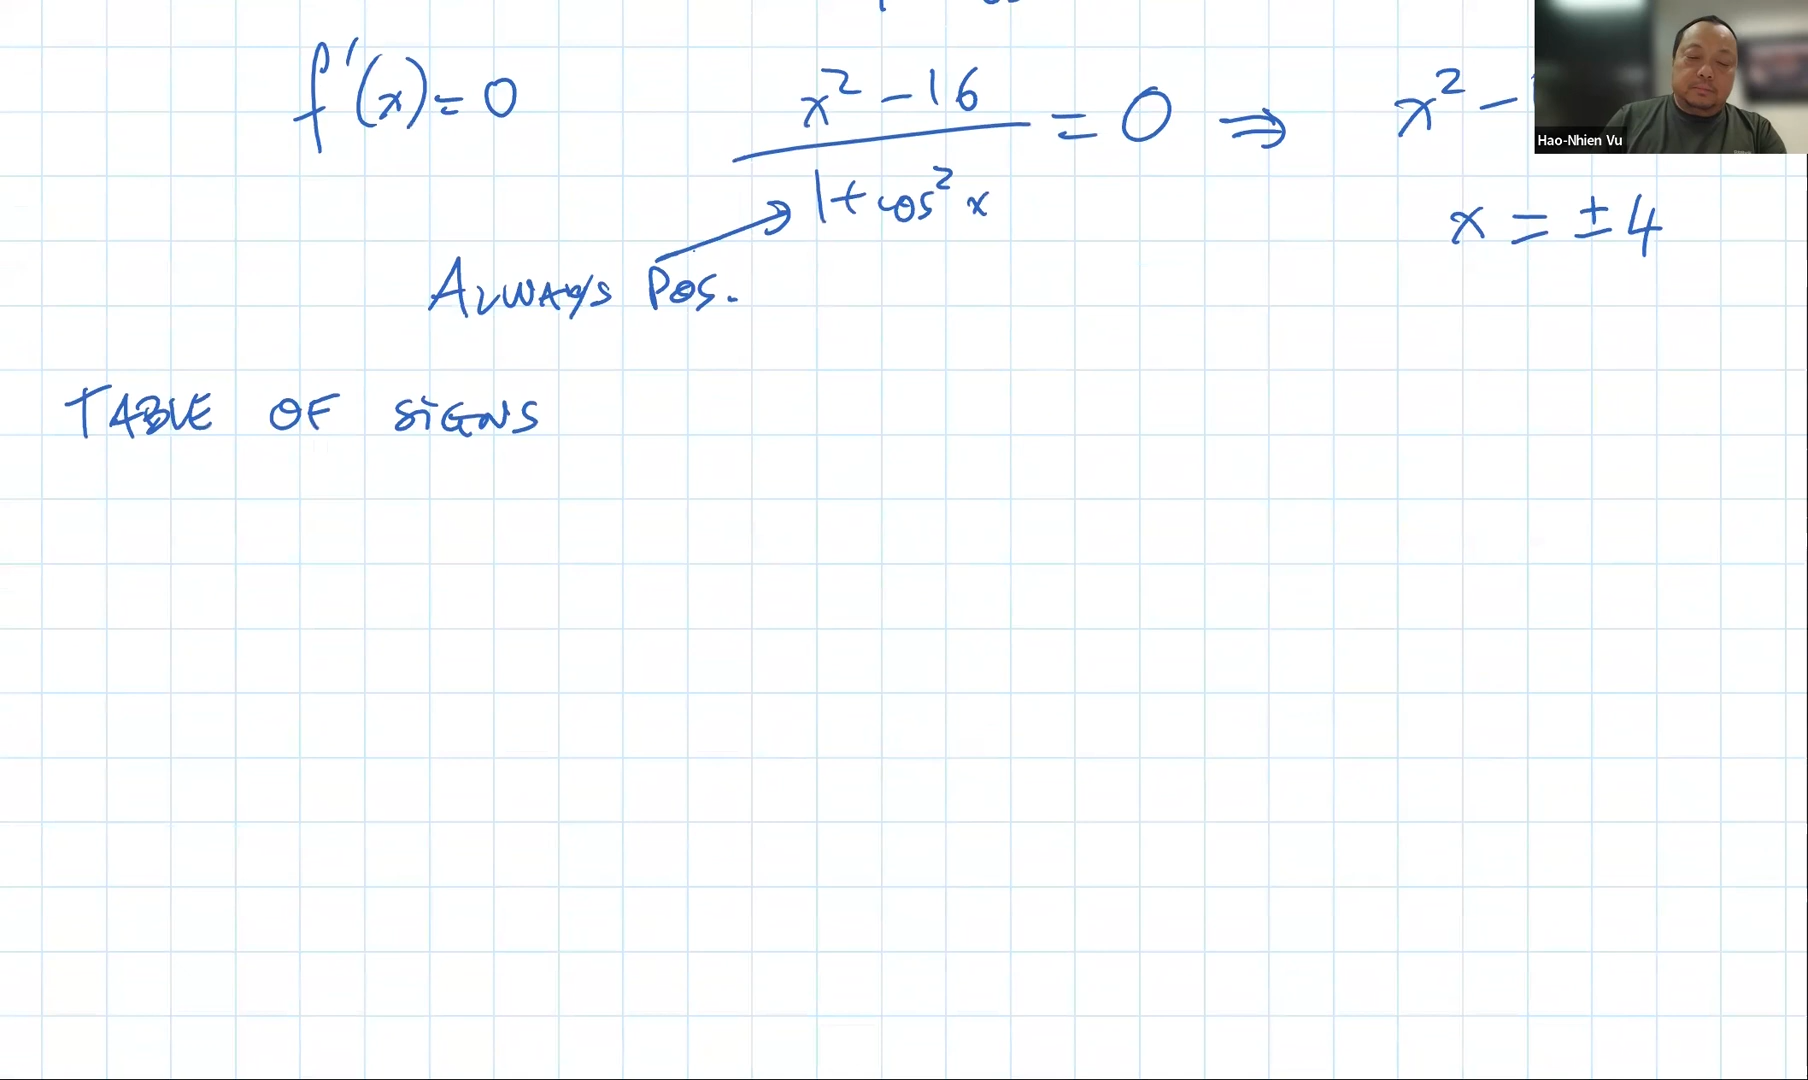 f'(x) = 0
x² - 16 / 1 + cos² x = 0 ⇒ x² -
Hao-Nhien Vu
x = ± 4
ALWAYS POS.
TABLE OF SIGNS